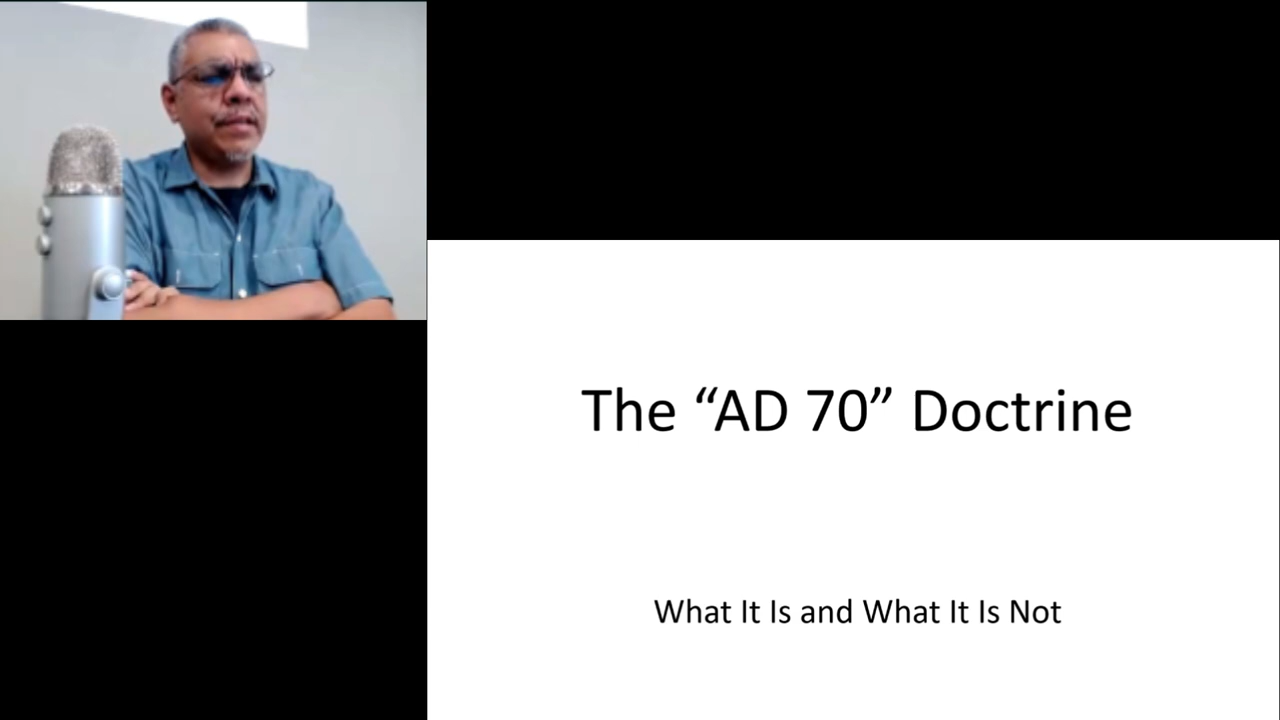 The “AD 70” Doctrine
What It Is and What It Is Not